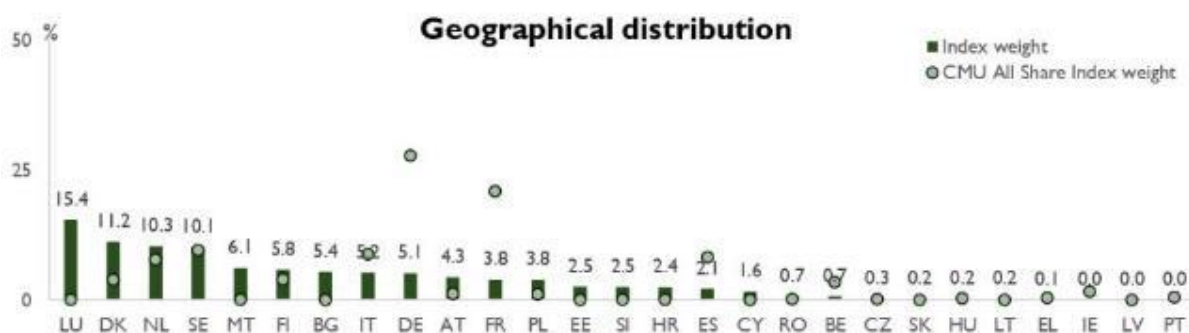 Geographical distribution
%
50
25
0
Index weight
CMU All Share Index weight
15.4 11.2 10.3 10.1 6.1 5.8 5.4 5.2 5.1 4.3 3.8 3.8 2.5 2.5 2.4 2.1 1.6 0.7 0.7 0.3 0.2 0.2 0.2 0.1 0.0 0.0 0.0
LU DK NL SE MT FI BG IT DE AT FR PL EE SI HR ES CY RO BE CZ SK HU LT EL IE LV PT